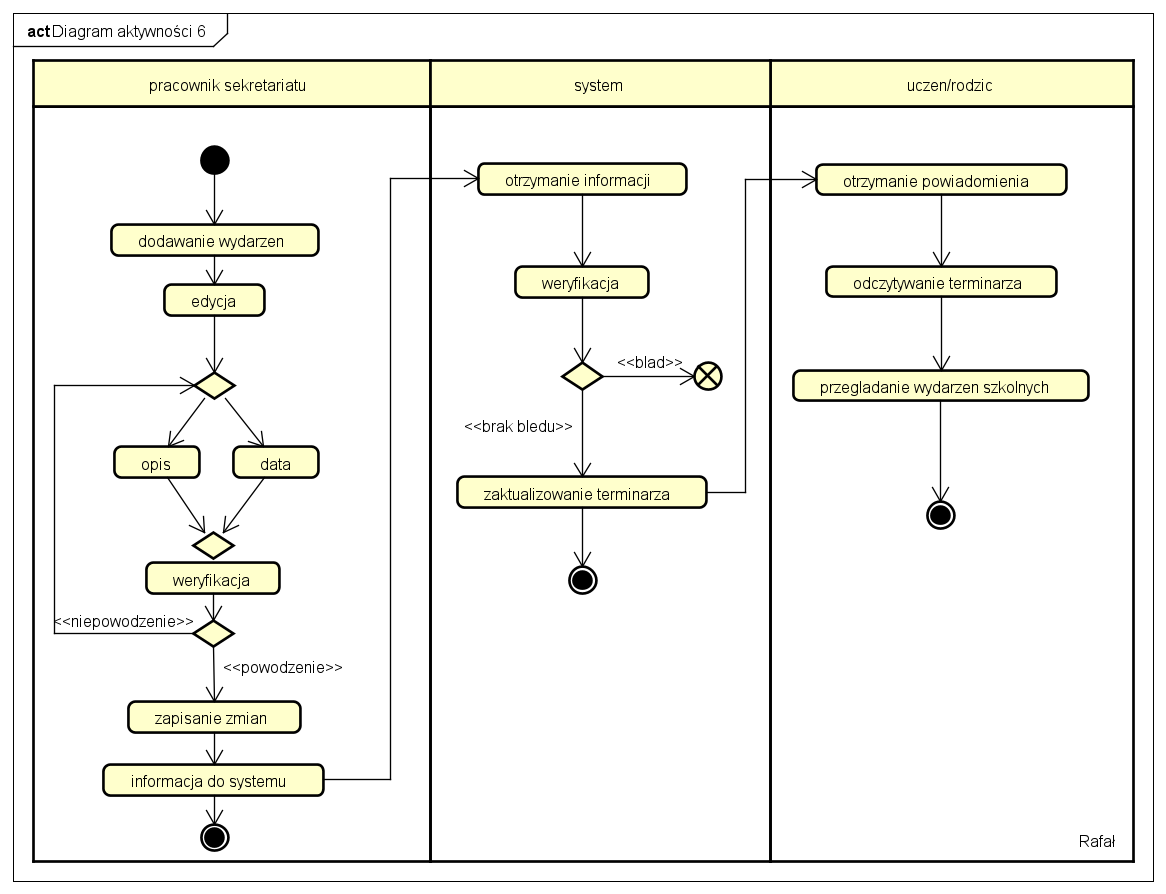 act Diagram aktywności 6
pracownik sekretariatu
system
uczen/rodzic
dodawanie wydarzen
edycja
opis
data
weryfikacja
<<niepowodzenie>>
<<powodzenie>>
zapisanie zmian
informacja do systemu
otrzymanie informacji
weryfikacja
<<blad>>
<<brak bledu>>
zaktualizowanie terminarza
otrzymanie powiadomienia
odczytywanie terminarza
przegladanie wydarzen szkolnych
Rafał